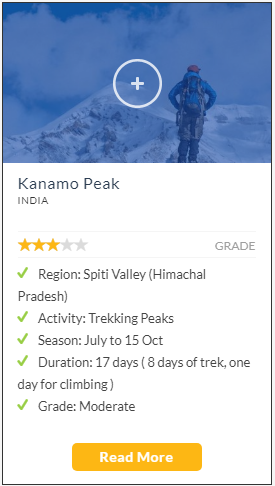 Kanamo Peak
INDIA
GRADE
Region: Spiti Valley (Himachal
Pradesh)
Activity: Trekking Peaks
Season: July to 15 Oct
Duration: 17 days ( 8 days of trek, one
day for climbing )
Grade: Moderate
Read More